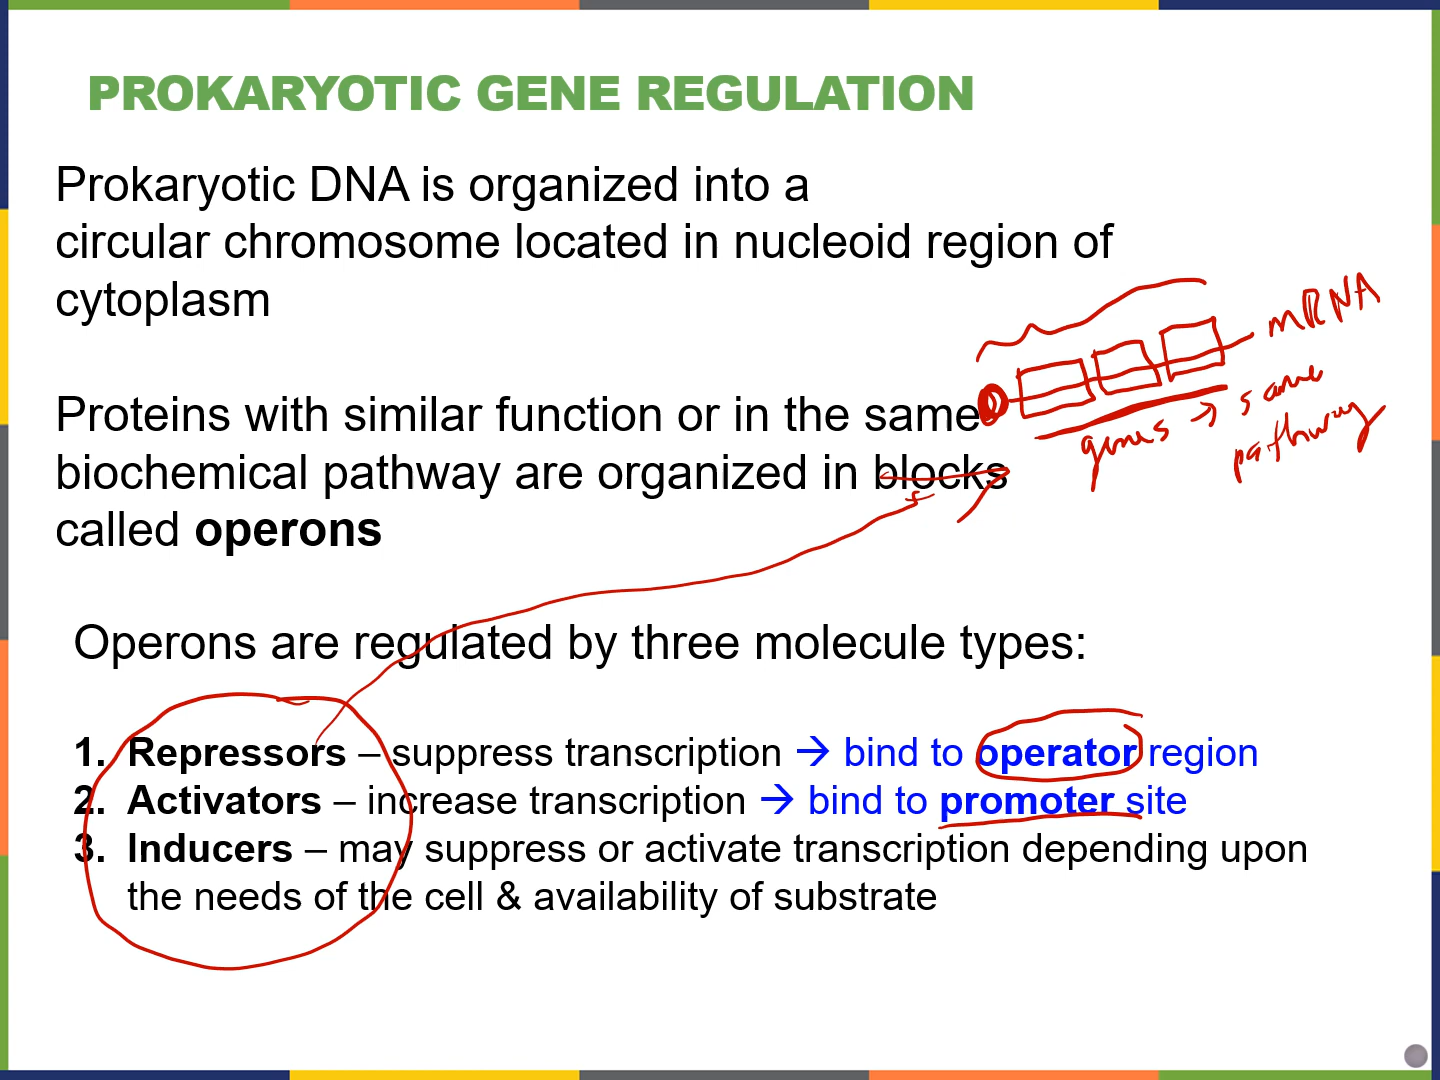 PROKARYOTIC GENE REGULATION
Prokaryotic DNA is organized into a
circular chromosome located in nucleoid region of
cytoplasm
mRNA
Proteins with similar function or in the same
genes → same
pathway
biochemical pathway are organized in blocks
called operons
Operons are regulated by three molecule types:
1. Repressors – suppress transcription → bind to operator region
2. Activators – increase transcription → bind to promoter site
3. Inducers – may suppress or activate transcription depending upon
the needs of the cell & availability of substrate